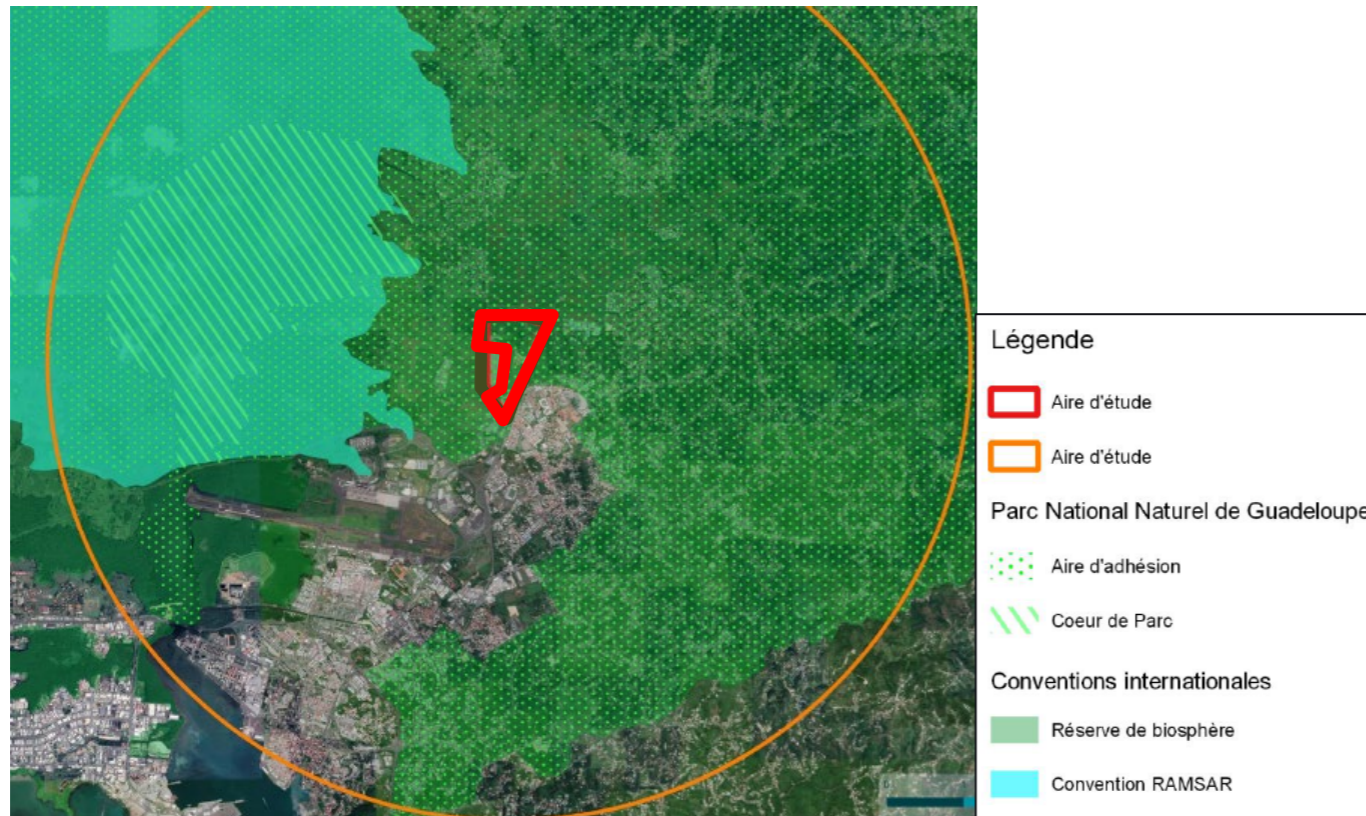 Légende
Aire d'étude
Aire d'étude
Parc National Naturel de Guadeloupe
Aire d'adhésion
Coeur de Parc
Conventions internationales
Réserve de biosphère
Convention RAMSAR